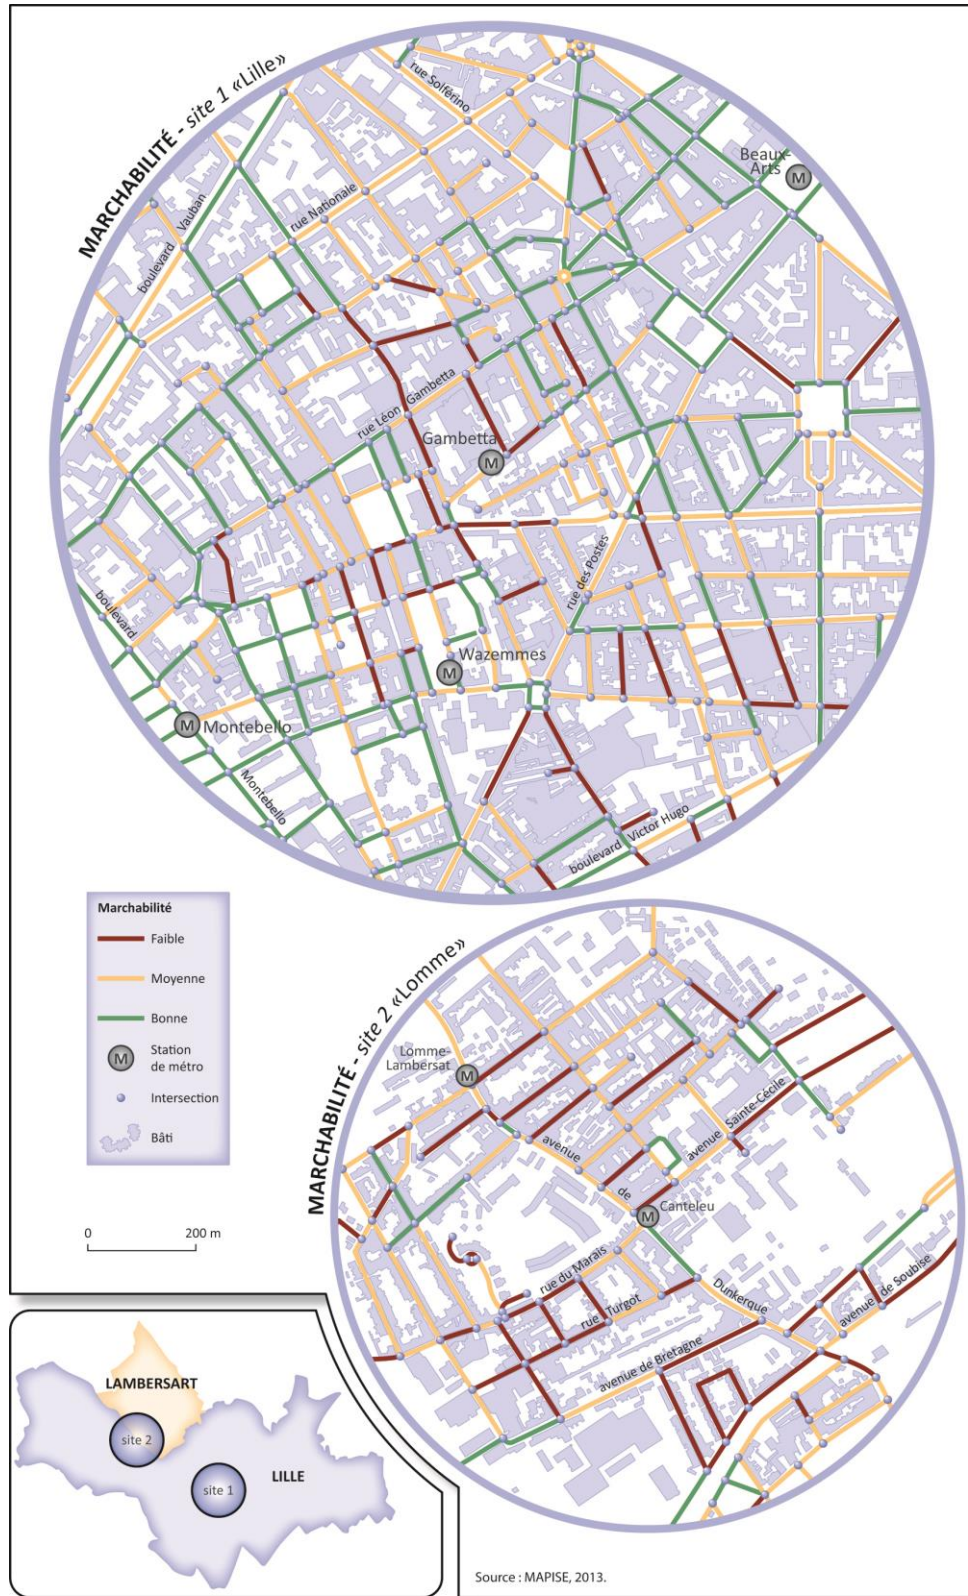 MARCHABILITÉ - site 1 «Lille»
rue Solférino
Beaux-
Arts
M
boulevard Vauban
rue Nationale
rue Léon Gambetta
Gambetta
M
rue des Postes
boulevard
Wazemmes
M
M
Montebello
Montebello
boulevard Victor Hugo
Marchabilité
Faible
Moyenne
Bonne
M
Station
de métro
Intersection
Bâti
0
200 m
MARCHABILITÉ - site 2 «Lomme»
Lomme-
Lambersat
M
avenue
de
Dunkerque
avenue Sainte-Cécile
Canteleu
M
rue du Marais
rue Turgot
avenue de Bretagne
avenue de Soubise
LAMBERSART
site 2
LILLE
site 1
Source : MAPISE, 2013.